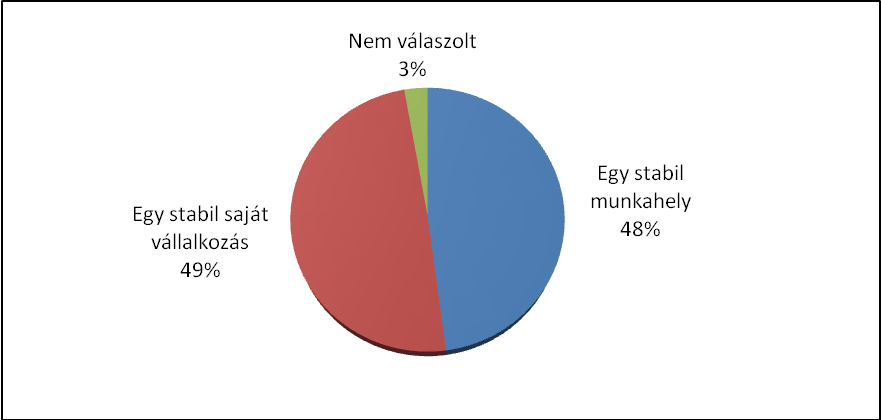 Nem válaszolt
3%
Egy stabil
munkahely
48%
Egy stabil saját
vállalkozás
49%